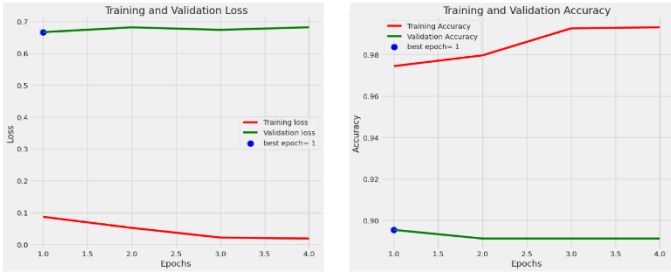 Training and Validation Loss
0.7
0.6
0.5
0.4
0.3
0.2
0.1
0.0
Loss
Training loss
Validation loss
best epoch= 1
1.0 1.5 2.0 2.5 3.0 3.5 4.0
Epochs
Training and Validation Accuracy
Training Accuracy
Validation Accuracy
best epoch= 1
0.98
0.96
0.94
0.92
0.90
Accuracy
1.0 1.5 2.0 2.5 3.0 3.5 4.0
Epochs